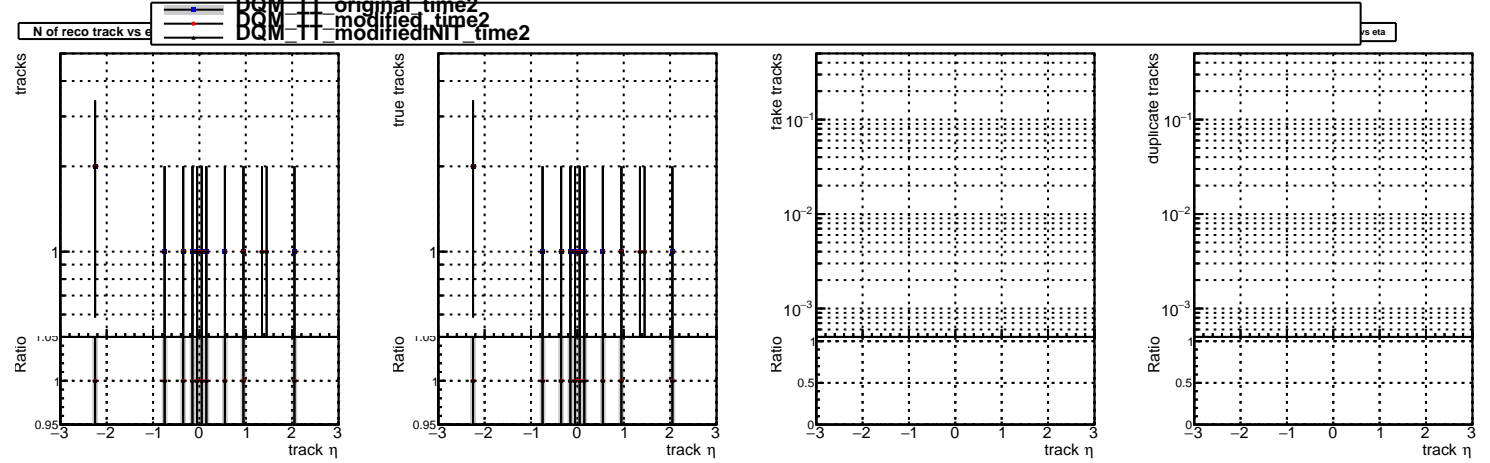 DQM_TT_original_time2
DQM_TT_modified_time2
DQM_TT_modifiedINIT_time2
N of reco track vs e
vs eta
tracks
1
Ratio
1.05
1
0.95
−3 −2 −1 0 1 2 3
track η
true tracks
1
Ratio
1.05
1
0.95
−3 −2 −1 0 1 2 3
track η
fake tracks
10−1
10−2
10−3
Ratio
1
0.5
0
−3 −2 −1 0 1 2 3
track η
duplicate tracks
10−1
10−2
10−3
Ratio
1
0.5
0
−3 −2 −1 0 1 2 3
track η